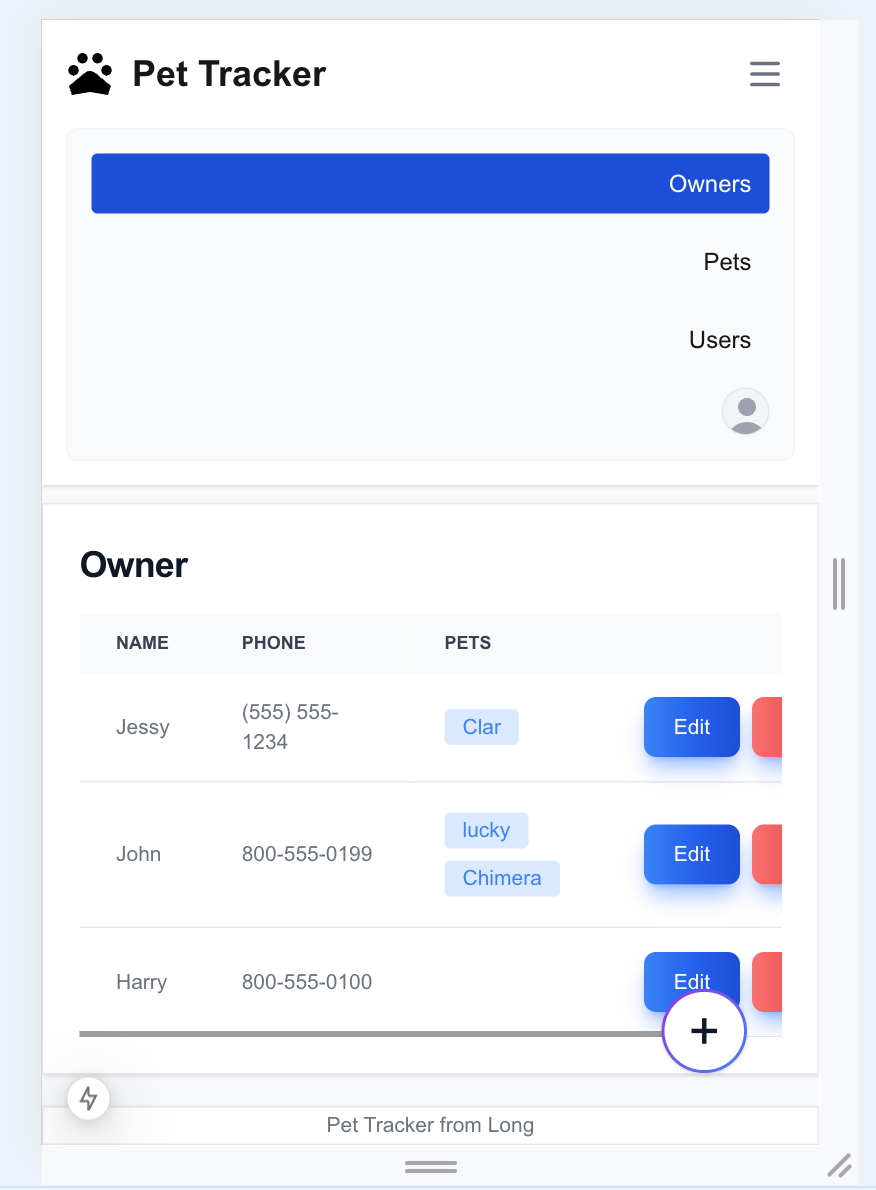 Pet Tracker
Owners
Pets
Users
Owner
NAME PHONE PETS
Jessy (555) 555-
1234 Clar Edit
John 800-555-0199 lucky
Chimera Edit
Harry 800-555-0100 Edit
+
Pet Tracker from Long